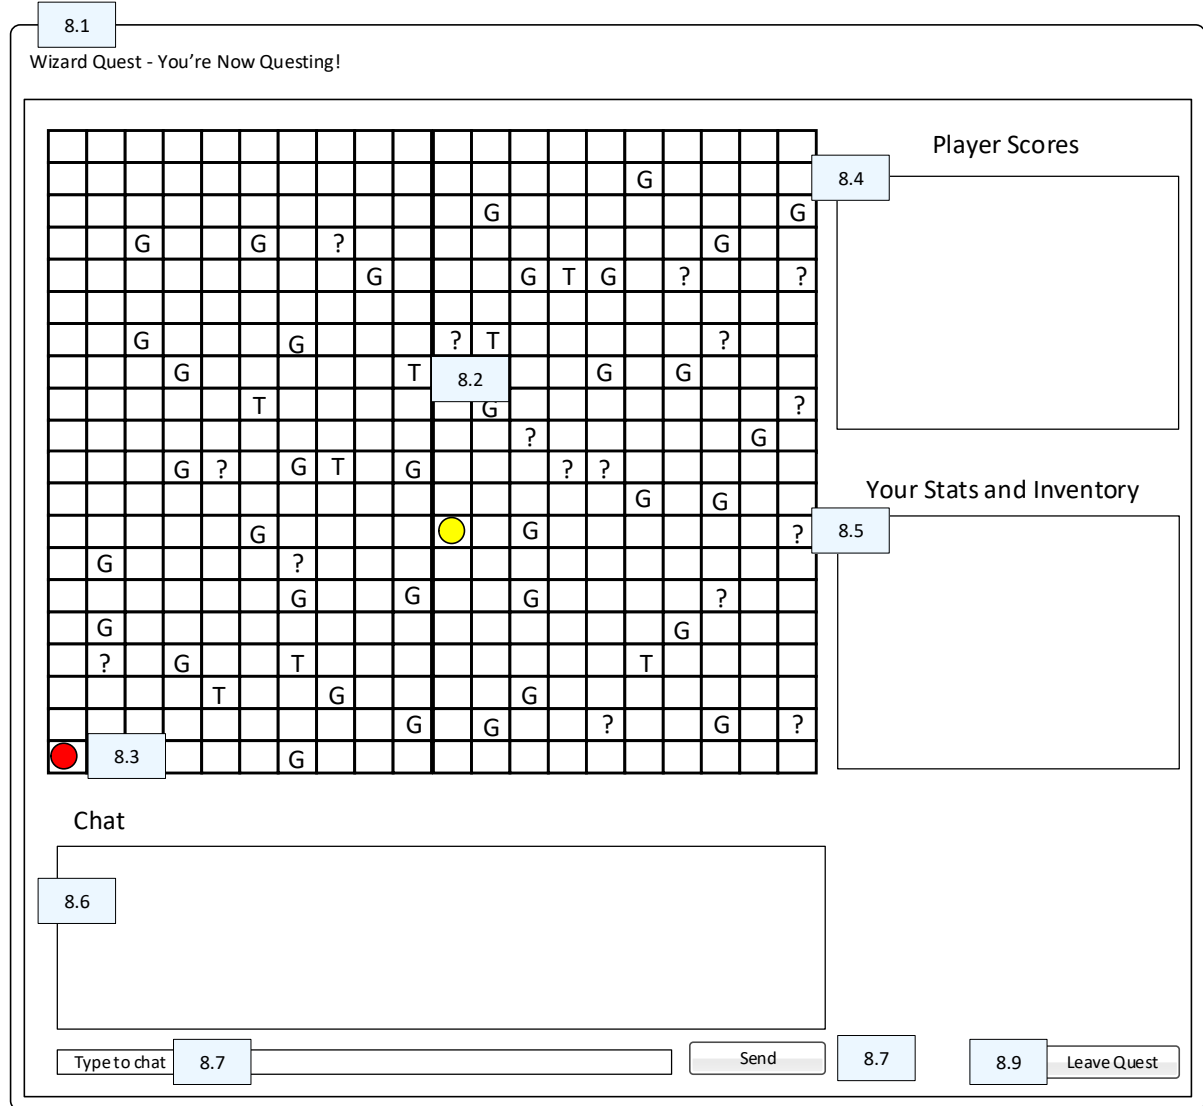 8.1
Wizard Quest - You're Now Questing!
Player Scores
G
8.4
G G
G G ? G
G G T G ? ?
G G ? T ?
G T 8.2 G G
T G ?
? G
G ? G T G ? ?
Your Stats and Inventory
G G
G G ? 8.5
G ?
G G G ?
G G
? G T T
T G G
G G ? G ?
8.3 G
Chat
8.6
Type to chat 8.7 Send 8.7 8.9 Leave Quest